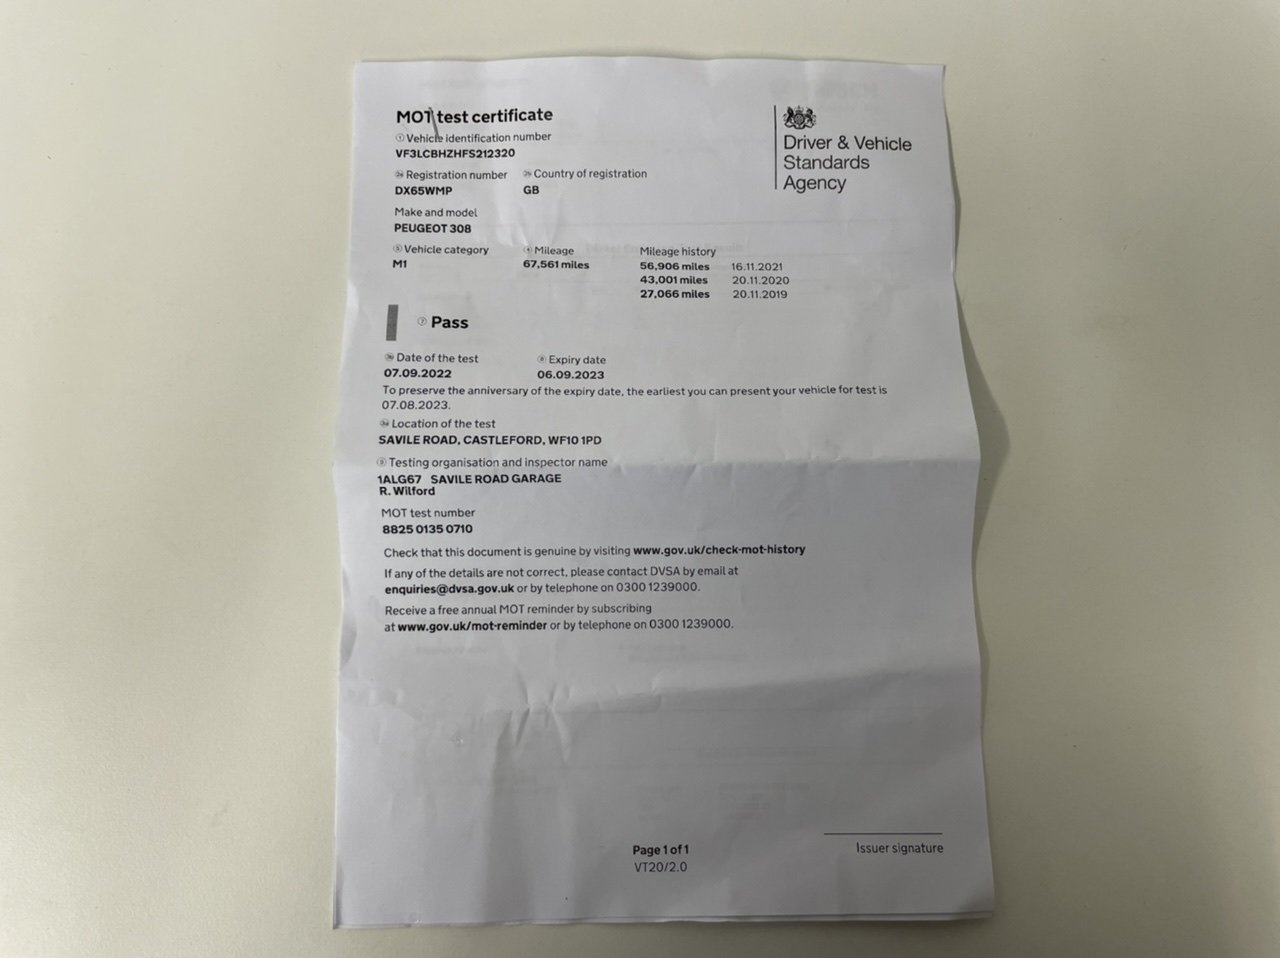 MOT test certificate
1 Vehicle identification number
VF3LCBHZHFS212320
Driver & Vehicle
Standards
Agency
2a Registration number 2b Country of registration
DX65WMP GB
Make and model
PEUGEOT 308
5 Vehicle category 4 Mileage Mileage history
M1 67,561 miles 56,906 miles 16.11.2021
43,001 miles 20.11.2020
27,066 miles 20.11.2019
7 Pass
3b Date of the test 8 Expiry date
07.09.2022 06.09.2023
To preserve the anniversary of the expiry date, the earliest you can present your vehicle for test is
07.08.2023.
3a Location of the test
SAVILE ROAD, CASTLEFORD, WF10 1PD
9 Testing organisation and inspector name
1ALG67 SAVILE ROAD GARAGE
R. Wilford
MOT test number
8825 0135 0710
Check that this document is genuine by visiting www.gov.uk/check-mot-history
If any of the details are not correct, please contact DVSA by email at
enquiries@dvsa.gov.uk or by telephone on 0300 1239000.
Receive a free annual MOT reminder by subscribing
at www.gov.uk/mot-reminder or by telephone on 0300 1239000.
Page 1 of 1
VT20/2.0
Issuer signature